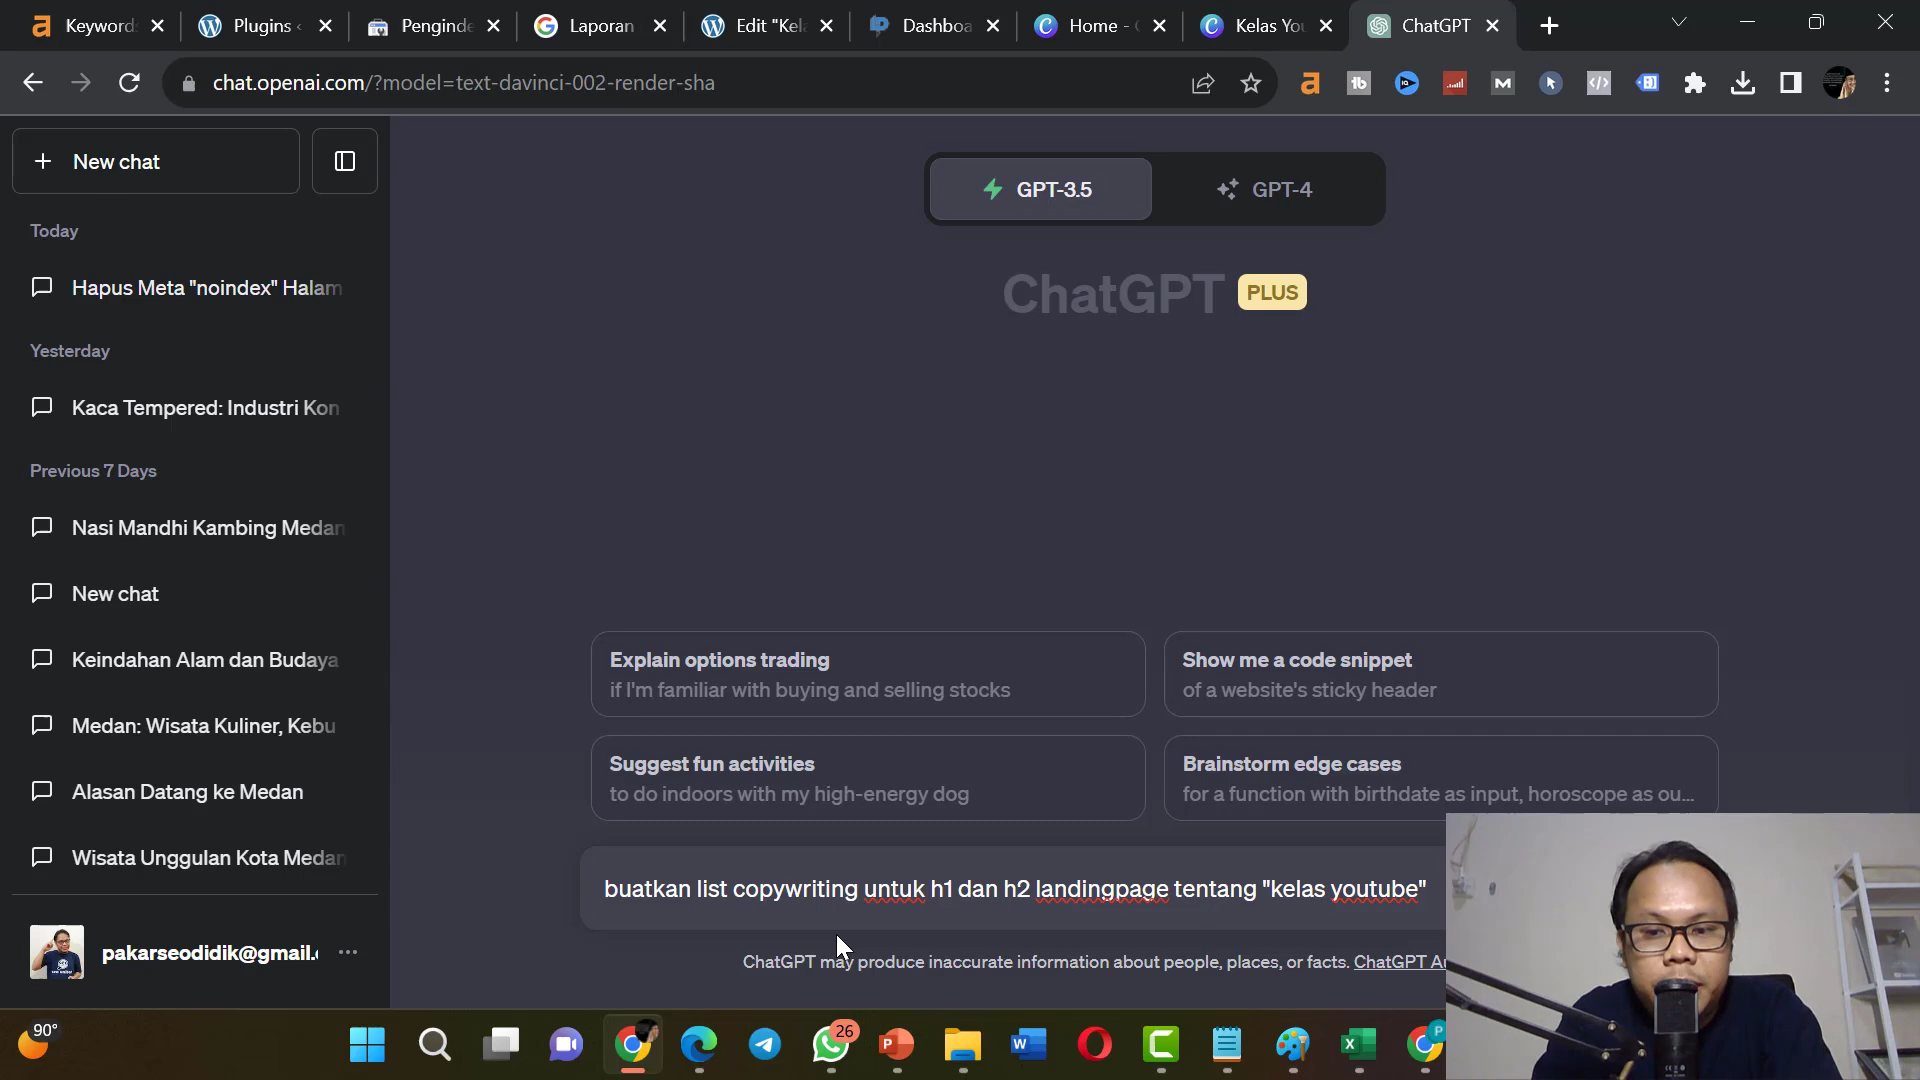 Keywords
Plugins
Penginde
Laporan
Edit "Kel
Dashboa
Home -
Kelas You
ChatGPT
chat.openai.com/?model=text-davinci-002-render-sha
New chat
GPT-3.5
GPT-4
Today
Hapus Meta "noindex" Halam
ChatGPT PLUS
Yesterday
Kaca Tempered: Industri Kon
Previous 7 Days
Nasi Mandhi Kambing Medan
New chat
Keindahan Alam dan Budaya
Medan: Wisata Kuliner, Kebu
Alasan Datang ke Medan
Wisata Unggulan Kota Medan
Explain options trading
if I'm familiar with buying and selling stocks
Show me a code snippet
of a website's sticky header
Suggest fun activities
to do indoors with my high-energy dog
Brainstorm edge cases
for a function with birthdate as input, horoscope as ou...
buatkan list copywriting untuk h1 dan h2 landingpage tentang "kelas youtube"
pakarseodidik@gmail.
ChatGPT may produce inaccurate information about people, places, or facts. ChatGPT Au
90°
26